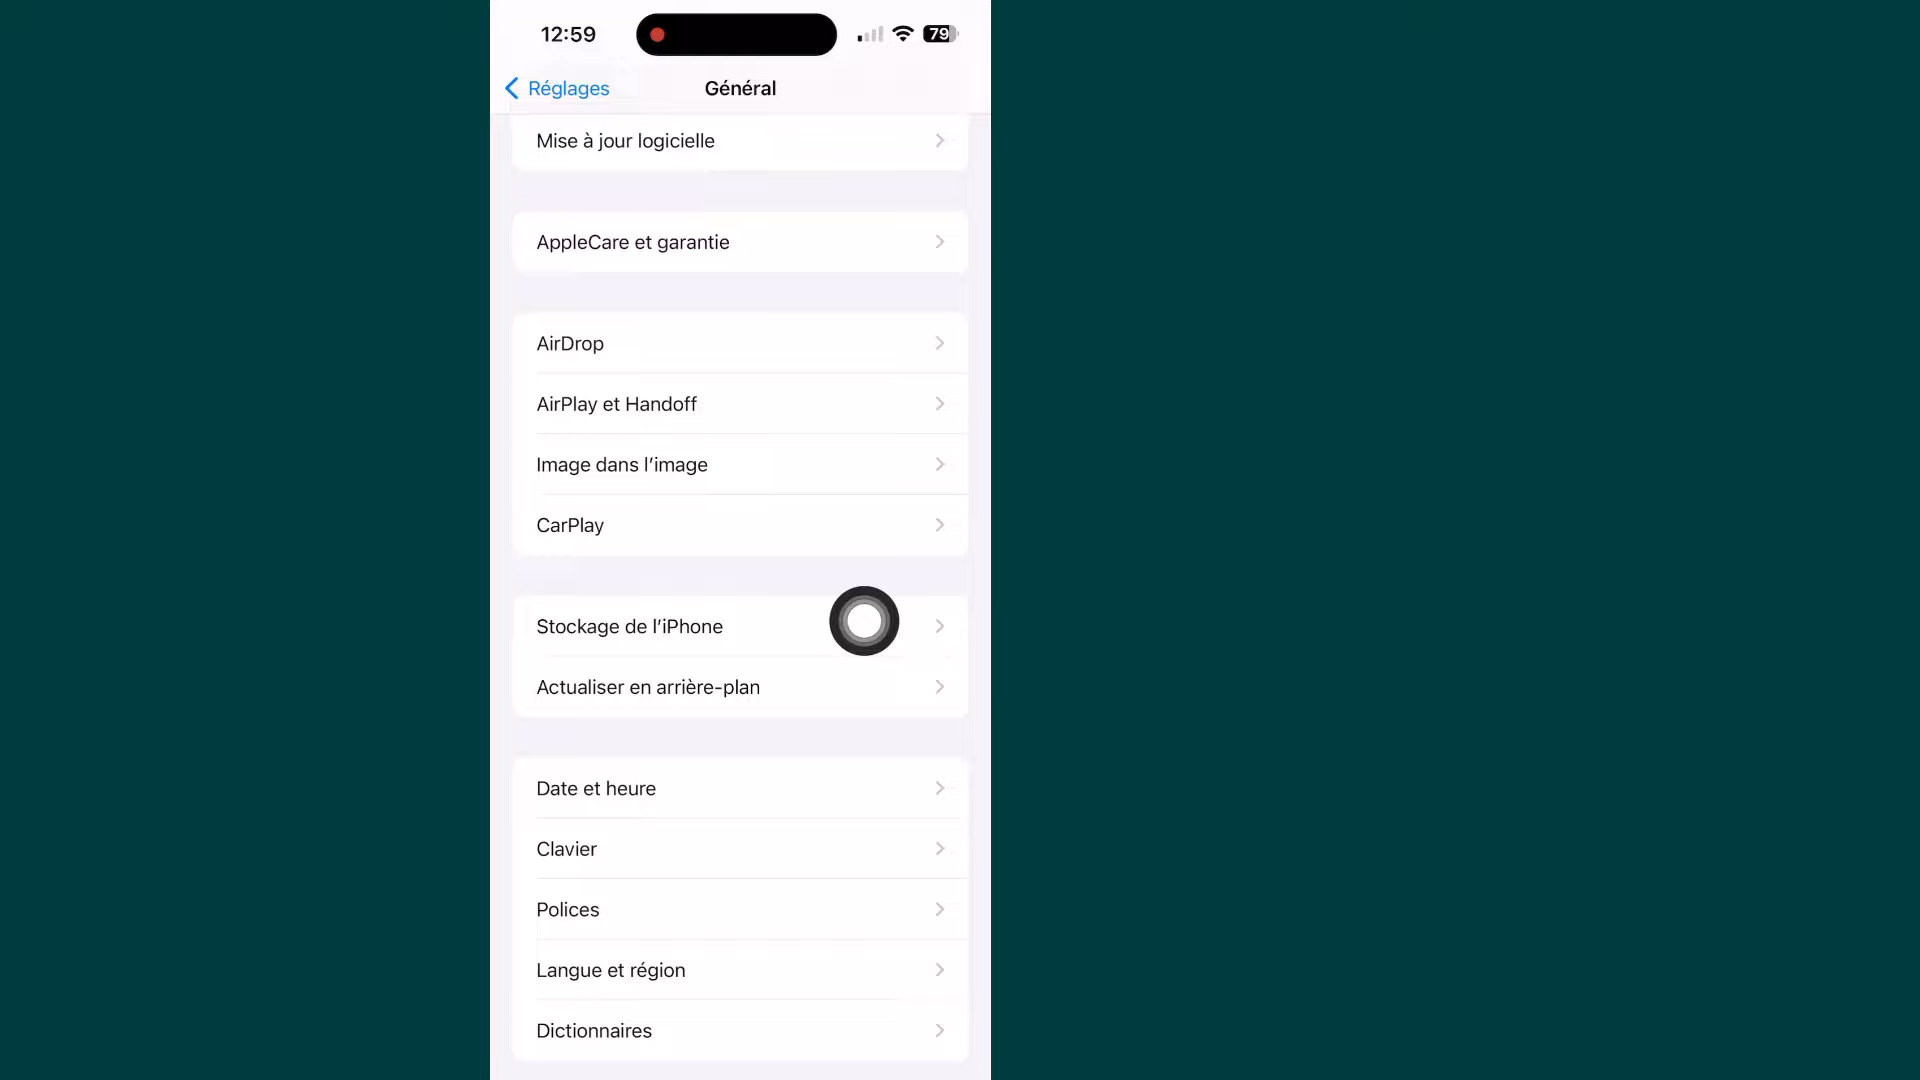 12:59
79
Réglages
Général
Mise à jour logicielle
AppleCare et garantie
AirDrop
AirPlay et Handoff
Image dans l’image
CarPlay
Stockage de l’iPhone
Actualiser en arrière-plan
Date et heure
Clavier
Polices
Langue et région
Dictionnaires